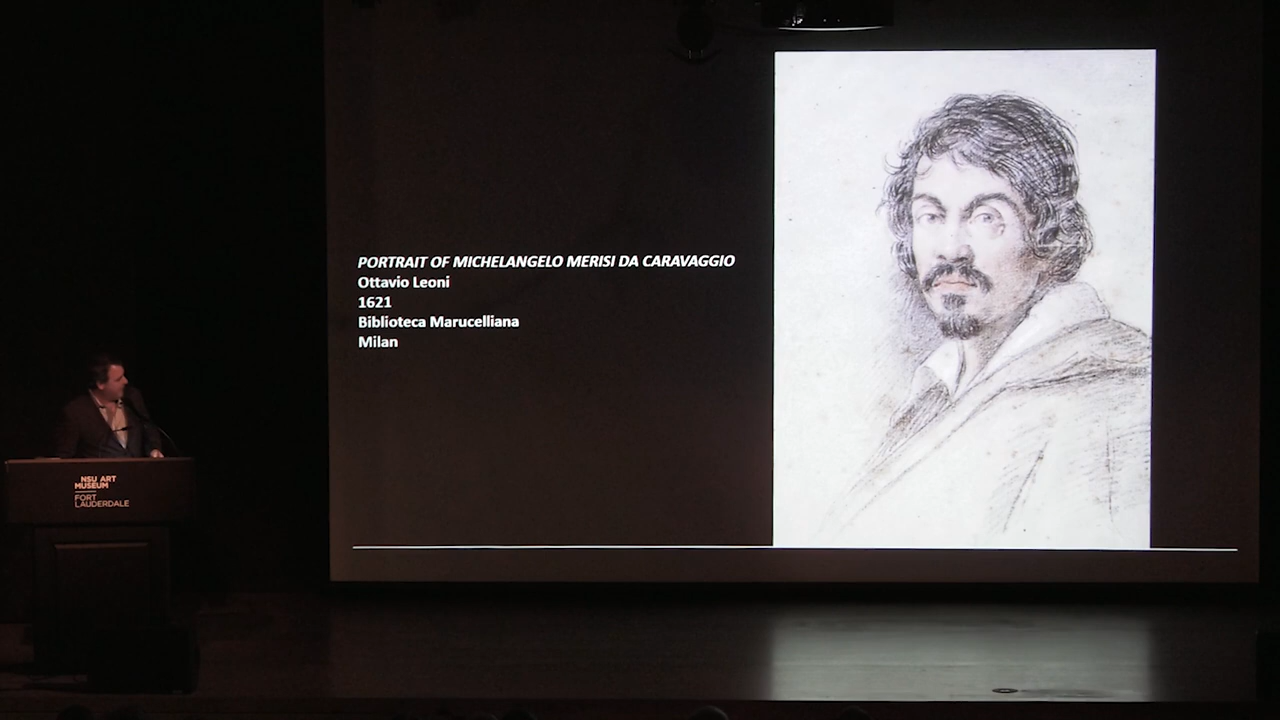 PORTRAIT OF MICHELANGELO MERISI DA CARAVAGGIO
Ottavio Leoni
1621
Biblioteca Marucelliana
Milan
NSU ART
MUSEUM
FORT
LAUDERDALE